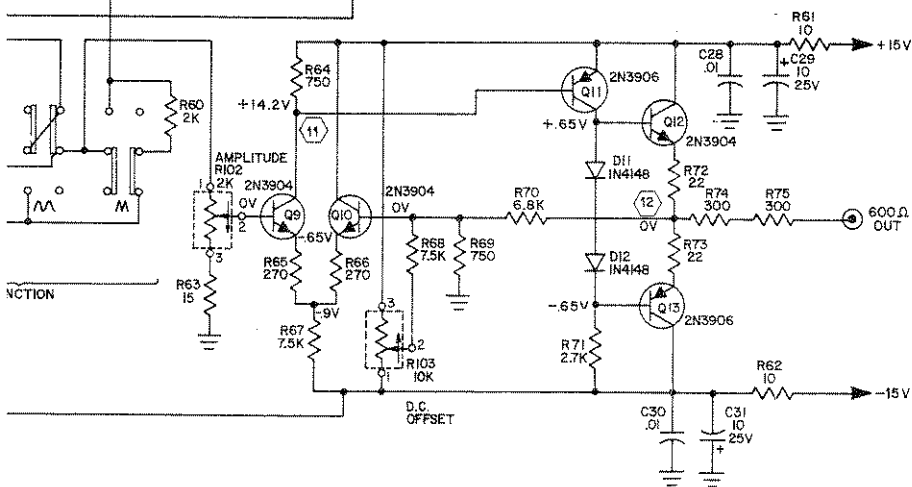 R61
10
+15V
C28
.01
+
C29
10
25V
R64
750
2N3906
Q11
+14.2V
11
R60
2K
+.65V
Q12
2N3904
AMPLITUDE
R102
2K
1
2
3
2N3904
0V
Q9
-.65V
Q10
2N3904
0V
D11
1N4148
R72
22
R70
6.8K
12
0V
R74
300
R75
300
600Ω
OUT
R68
7.5K
R69
750
R65
270
R66
270
D12
1N4148
R73
22
NCTION
R63
15
-.9V
R67
7.5K
3
2
1
R103
10K
-.65V
Q13
2N3906
R71
2.7K
R62
10
-15V
D.C.
OFFSET
C30
.01
C31
10
25V
+